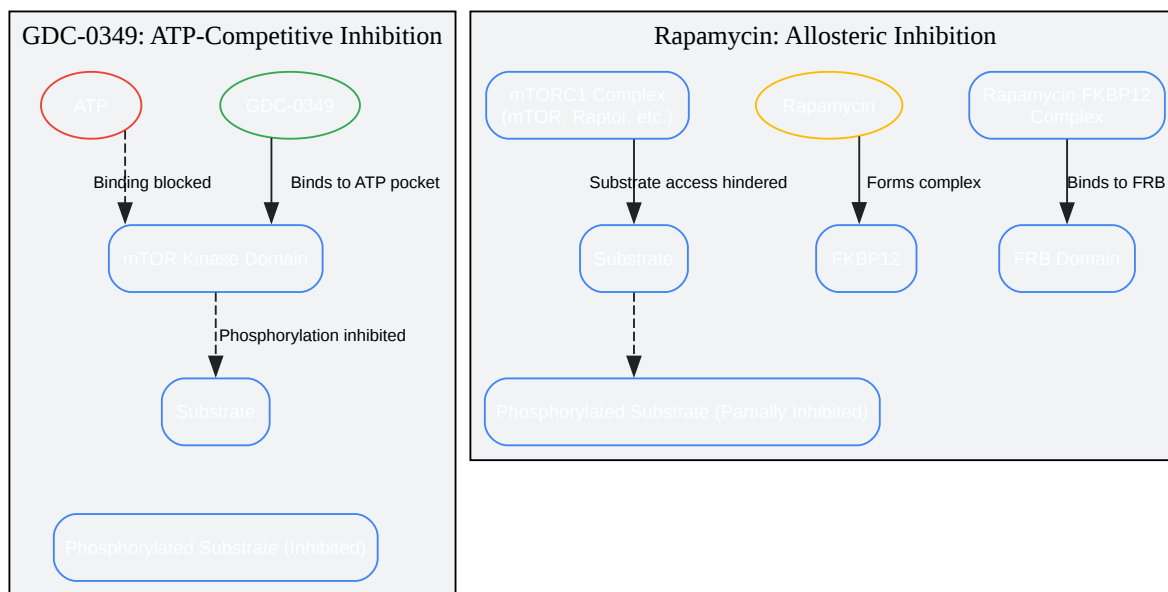 GDC-0349: ATP-Competitive Inhibition
ATP
GDC-0349
Binding blocked
Binds to ATP pocket
mTOR Kinase Domain
Phosphorylation inhibited
Substrate
Phosphorylated Substrate (Inhibited)
Rapamycin: Allosteric Inhibition
mTORC1 Complex
(mTOR, Raptor, etc.)
Rapamycin
Rapamycin-FKBP12
Complex
Substrate access hindered
Forms complex
Binds to FRB
Substrate
FKBP12
FRB Domain
Phosphorylated Substrate (Partially Inhibited)